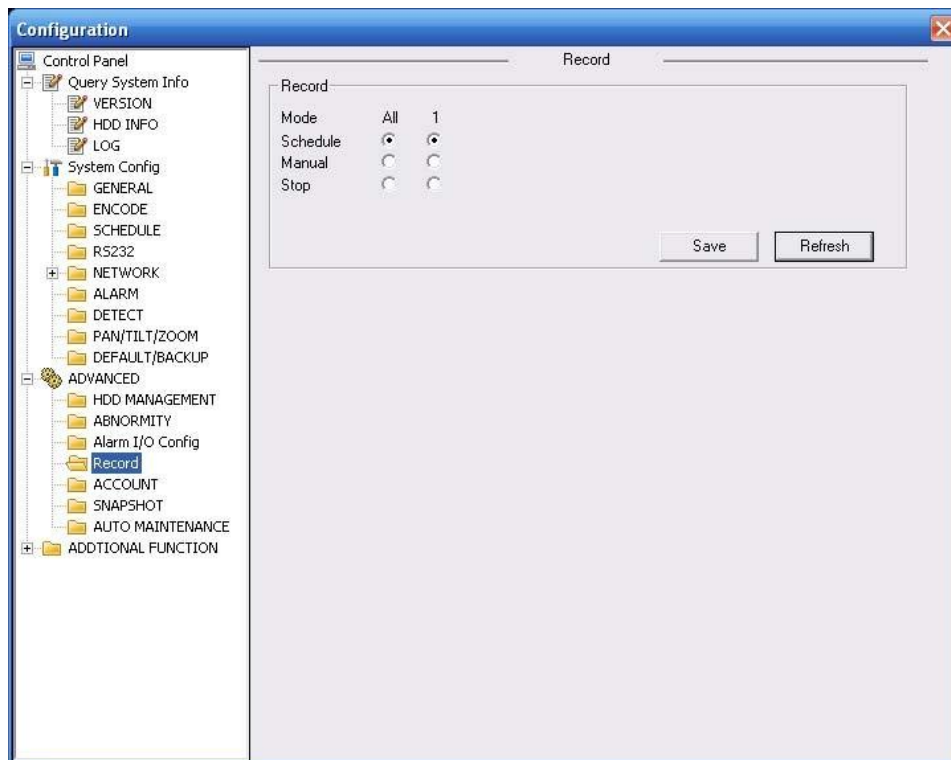 Configuration
Control Panel
Query System Info
VERSION
HDD INFO
LOG
System Config
GENERAL
ENCODE
SCHEDULE
RS232
NETWORK
ALARM
DETECT
PAN/TILT/ZOOM
DEFAULT/BACKUP
ADVANCED
HDD MANAGEMENT
ABNORMITY
Alarm I/O Config
Record
ACCOUNT
SNAPSHOT
AUTO MAINTENANCE
ADDTIONAL FUNCTION
Record
Record
Mode All 1
Schedule
Manual
Stop
Save Refresh